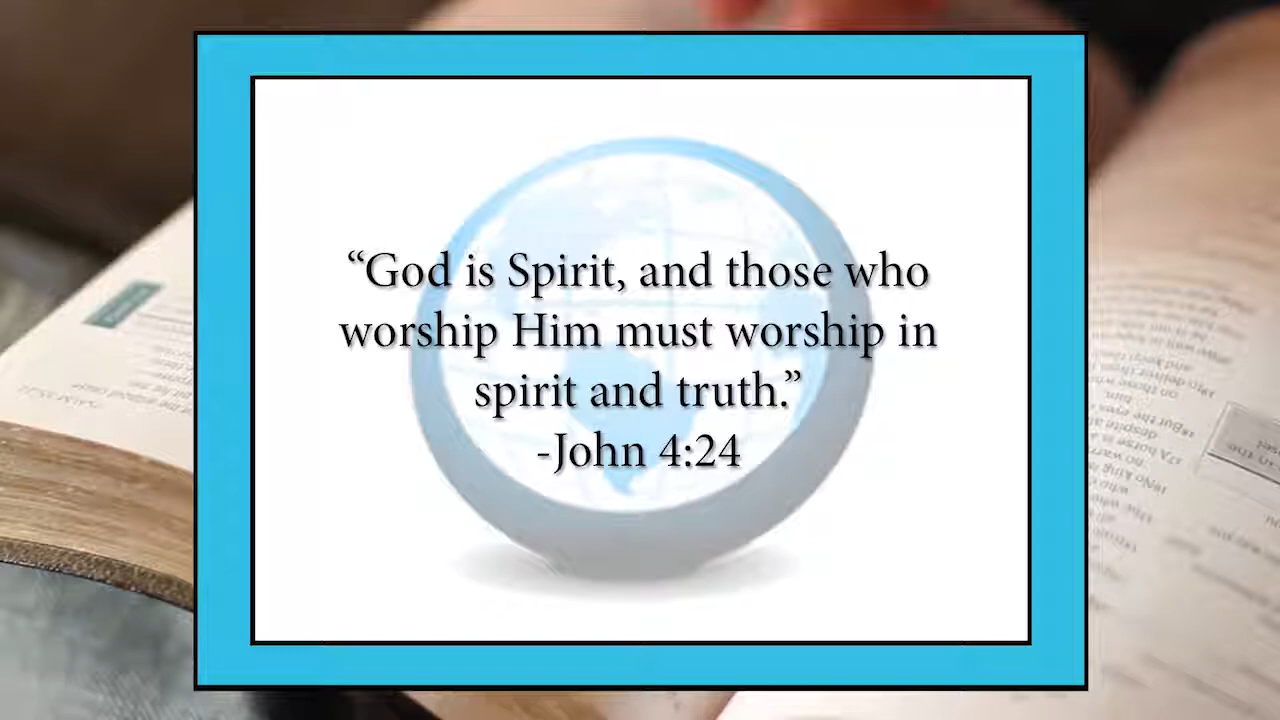 “God is Spirit, and those who
worship Him must worship in
spirit and truth.”
-John 4:24